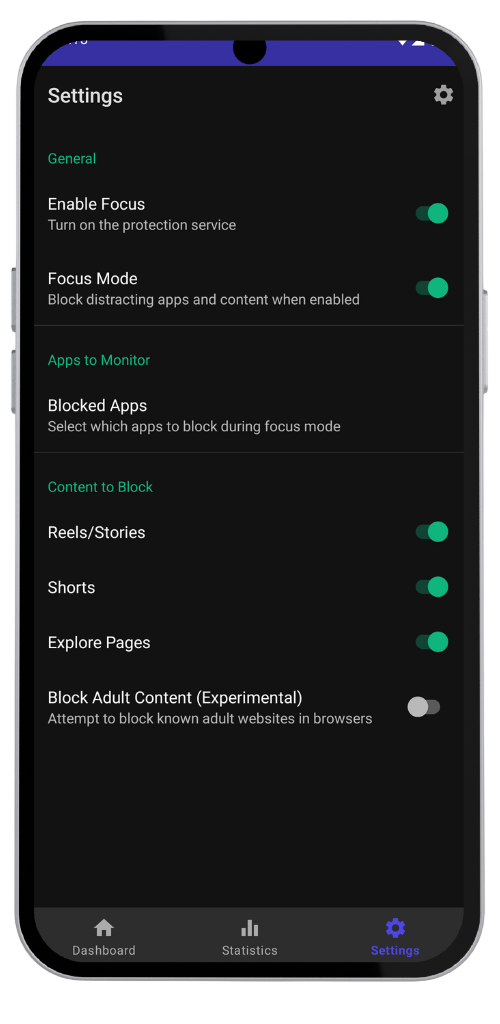 Settings
General
Enable Focus
Turn on the protection service
Focus Mode
Block distracting apps and content when enabled
Apps to Monitor
Blocked Apps
Select which apps to block during focus mode
Content to Block
Reels/Stories
Shorts
Explore Pages
Block Adult Content (Experimental)
Attempt to block known adult websites in browsers
Dashboard
Statistics
Settings